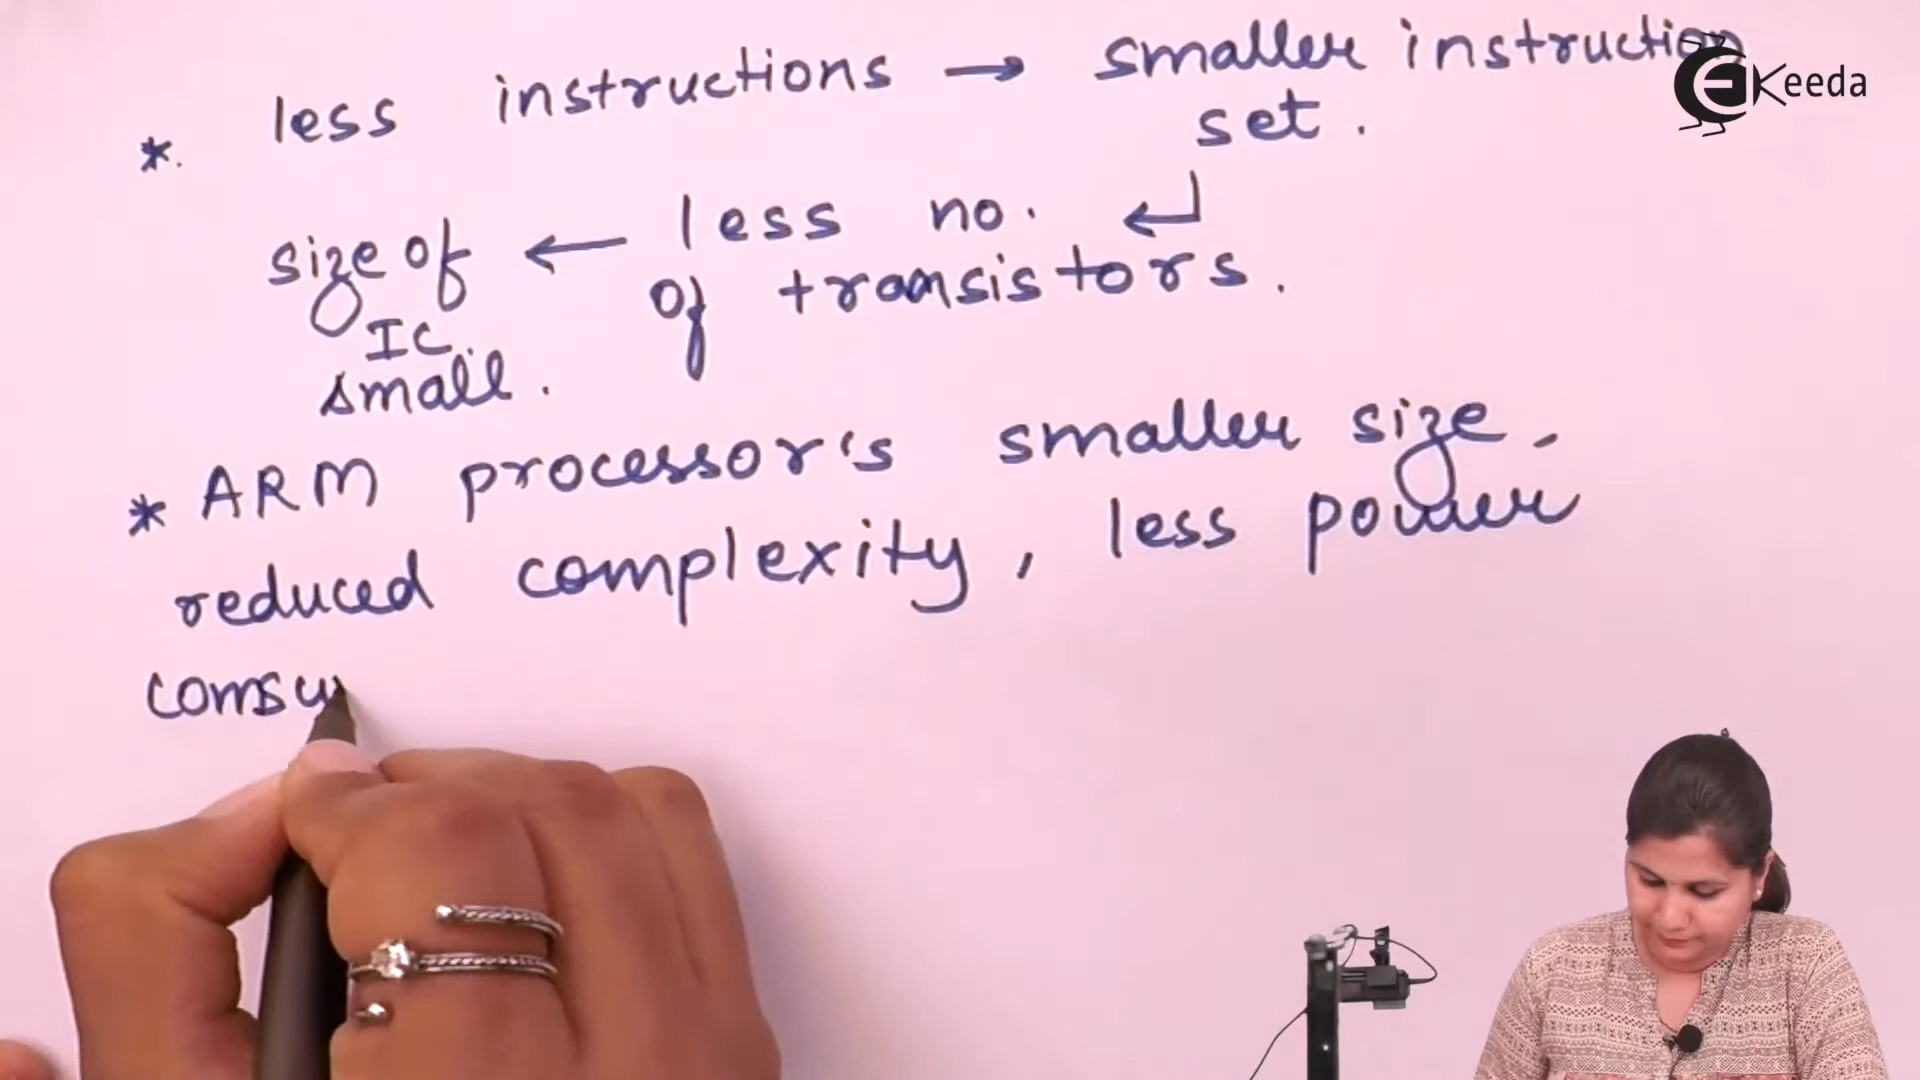 *. less instructions → smaller instruction
set.
size of ← less no. ↲
IC of transistors.
small.
* ARM processor's smaller size.
reduced complexity, less power
consu
EKeeda